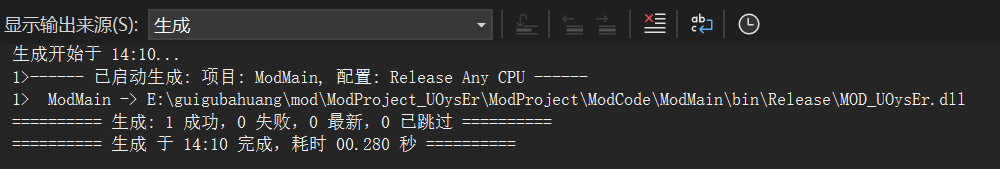 显示输出来源(S): 生成
生成开始于 14:10...
1>------ 已启动生成: 项目: ModMain, 配置: Release Any CPU ------
1>  ModMain -> E:\guigubahuang\mod\ModProject_UOysEr\ModProject\ModCode\ModMain\bin\Release\MOD_UOysEr.dll
========== 生成: 1 成功，0 失败，0 最新，0 已跳过 ==========
========== 生成 于 14:10 完成，耗时 00.280 秒 ==========